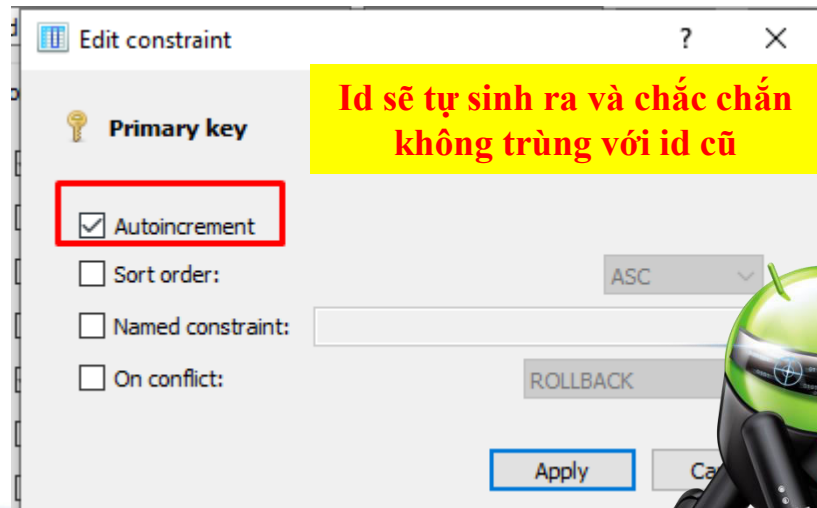 Edit constraint
?
Id sẽ tự sinh ra và chắc chắn
không trùng với id cũ
Primary key
Autoincrement
Sort order:
ASC
Named constraint:
On conflict:
ROLLBACK
Apply